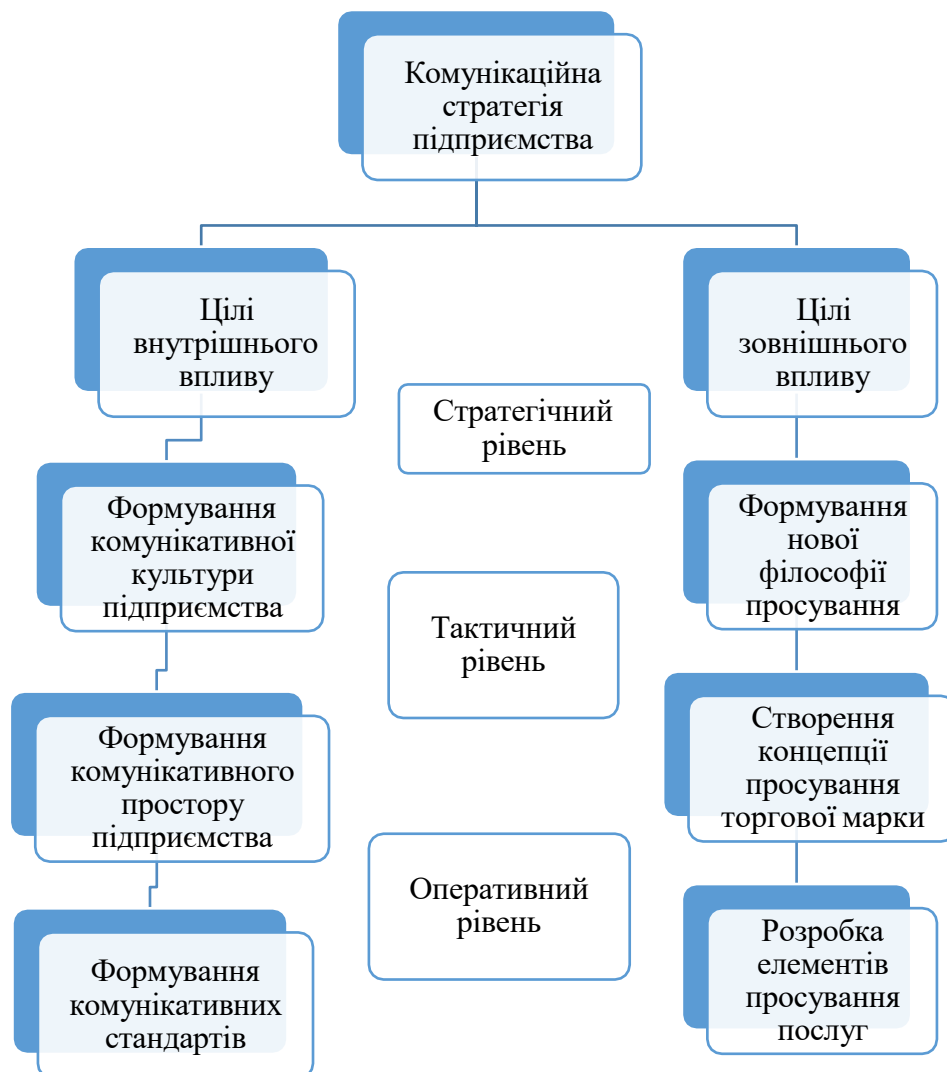 Комунікаційна
стратегія
підприємства
Цілі
внутрішнього
впливу
Цілі
зовнішнього
впливу
Стратегічний
рівень
Формування
комунікативної
культури
підприємства
Формування
нової
філософії
просування
Тактичний
рівень
Формування
комунікативного
простору
підприємства
Створення
концепції
просування
торгової марки
Оперативний
рівень
Формування
комунікативних
стандартів
Розробка
елементів
просування
послуг